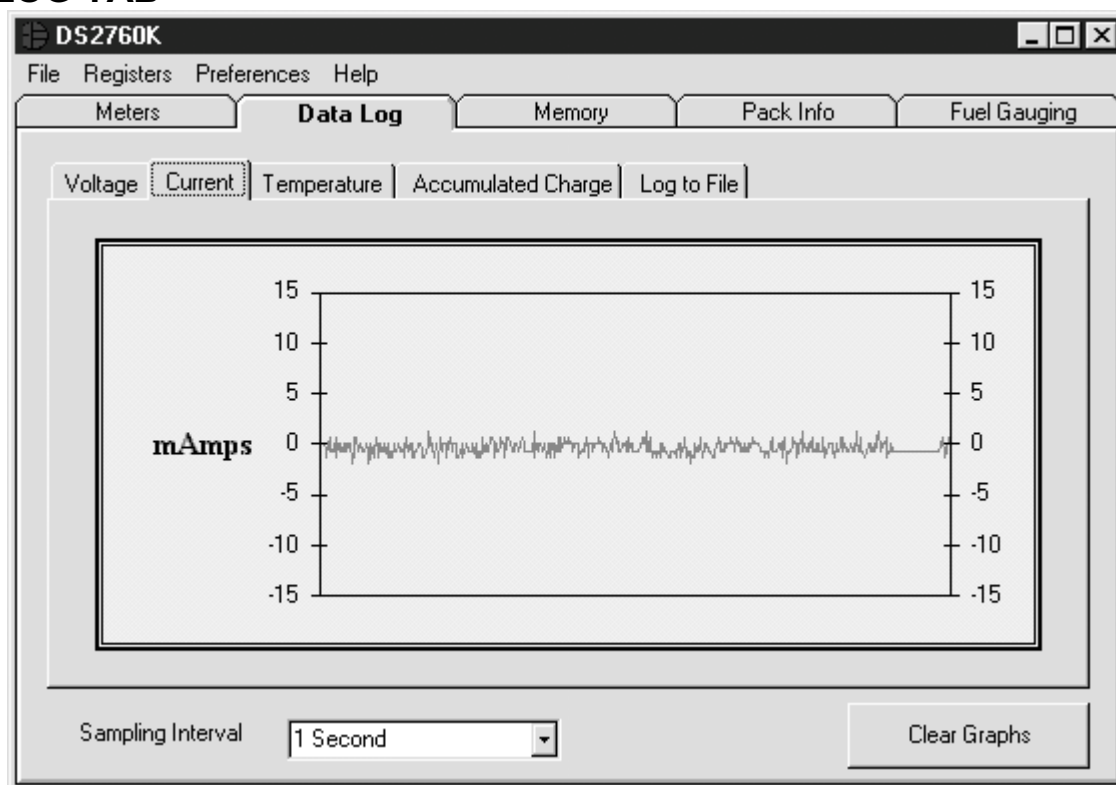 DS2760K
File Registers Preferences Help
Meters Data Log Memory Pack Info Fuel Gauging
Voltage Current Temperature Accumulated Charge Log to File
15 15
10 10
5 5
mAmps 0 0
-5 -5
-10 -10
-15 -15
Sampling Interval 1 Second Clear Graphs